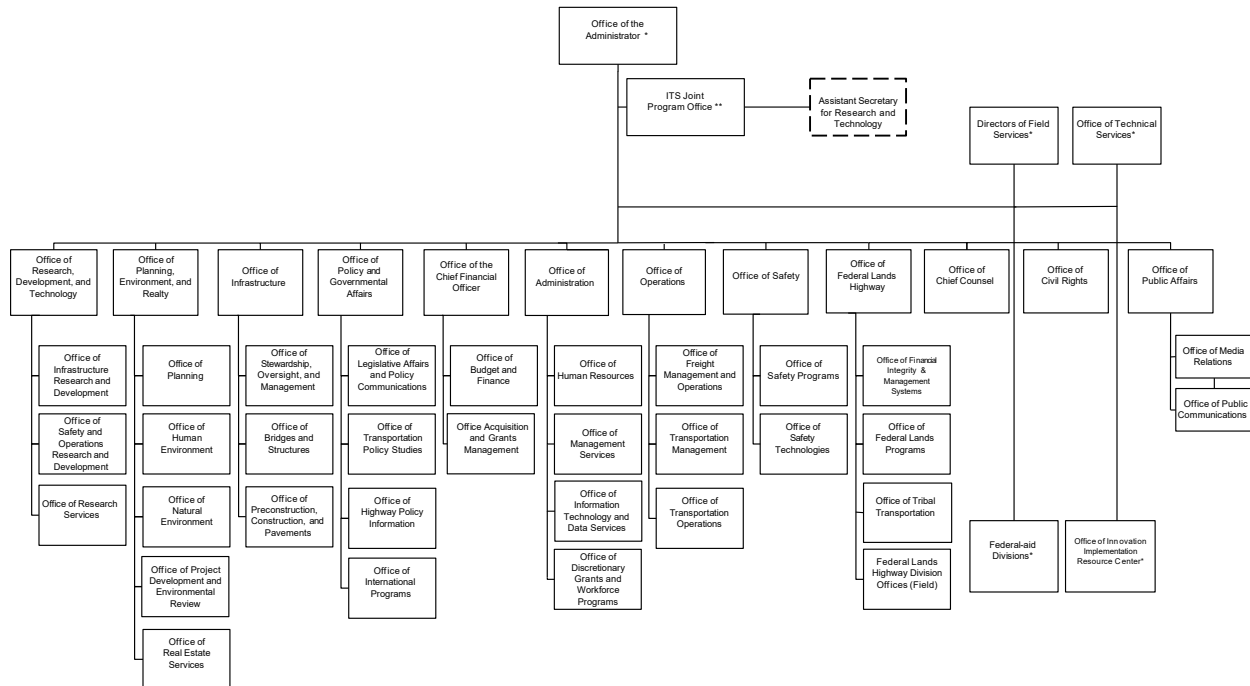 Office of the
Administrator *
ITS Joint
Program Office **
Assistant Secretary
for Research and
Technology
Directors of Field
Services*
Office of Technical
Services*
Office of
Research,
Development, and
Technology
Office of
Planning,
Environment, and
Realty
Office of
Infrastructure
Office of
Policy and
Governmental
Affairs
Office of the
Chief Financial
Officer
Office of
Administration
Office of
Operations
Office of Safety
Office of
Federal Lands
Highway
Office of
Chief Counsel
Office of
Civil Rights
Office of
Public Affairs
Office of
Infrastructure
Research and
Development
Office of
Planning
Office of
Stewardship,
Oversight, and
Management
Office of
Legislative Affairs
and Policy
Communications
Office of
Budget and
Finance
Office of
Human Resources
Office of
Freight
Management and
Operations
Office of
Safety Programs
Office of Financial
Integrity &
Management
Systems
Office of Media
Relations
Office of
Safety and
Operations
Research and
Development
Office of
Human
Environment
Office of
Bridges and
Structures
Office of
Transportation
Policy Studies
Office Acquisition
and Grants
Management
Office of
Management
Services
Office of
Transportation
Management
Office of
Safety
Technologies
Office of
Federal Lands
Programs
Office of Public
Communications
Office of Research
Services
Office of
Natural
Environment
Office of
Preconstruction,
Construction, and
Pavements
Office of
Highway Policy
Information
Office of
Information
Technology and
Data Services
Office of
Transportation
Operations
Office of Tribal
Transportation
Federal-aid
Divisions*
Office of Innovation
Implementation
Resource Center*
Office of Project
Development and
Environmental
Review
Office of
International
Programs
Office of
Discretionary
Grants and
Workforce
Programs
Federal Lands
Highway Division
Offices (Field)
Office of
Real Estate
Services